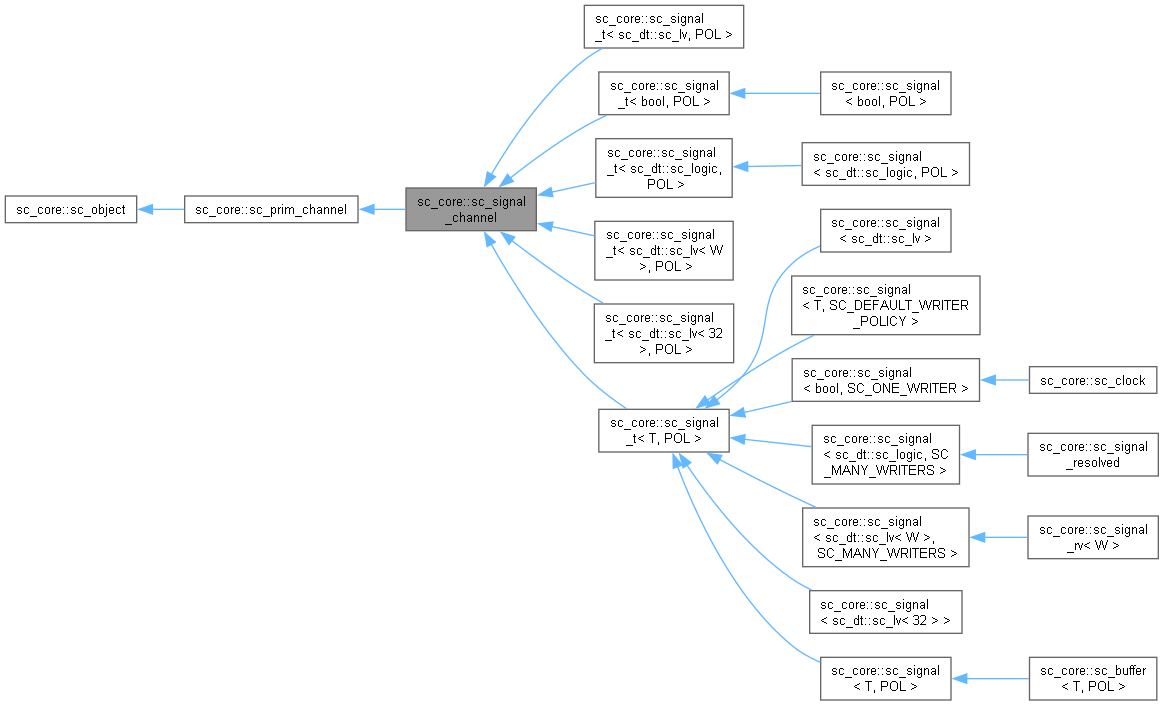 sc_core::sc_object
sc_core::sc_prim_channel
sc_core::sc_signal
_channel
sc_core::sc_signal
_t< sc_dt::sc_lv, POL >
sc_core::sc_signal
_t< bool, POL >
sc_core::sc_signal
_t< sc_dt::sc_logic,
POL >
sc_core::sc_signal
_t< sc_dt::sc_lv< W
>, POL >
sc_core::sc_signal
_t< sc_dt::sc_lv< 32
>, POL >
sc_core::sc_signal
_t< T, POL >
sc_core::sc_signal
< bool, POL >
sc_core::sc_signal
< sc_dt::sc_logic, POL >
sc_core::sc_signal
< sc_dt::sc_lv >
sc_core::sc_signal
< T, SC_DEFAULT_WRITER
_POLICY >
sc_core::sc_signal
< bool, SC_ONE_WRITER >
sc_core::sc_signal
< sc_dt::sc_logic, SC
_MANY_WRITERS >
sc_core::sc_signal
< sc_dt::sc_lv< W >,
SC_MANY_WRITERS >
sc_core::sc_signal
< sc_dt::sc_lv< 32 > >
sc_core::sc_signal
< T, POL >
sc_core::sc_clock
sc_core::sc_signal
_resolved
sc_core::sc_signal
_rv< W >
sc_core::sc_buffer
< T, POL >